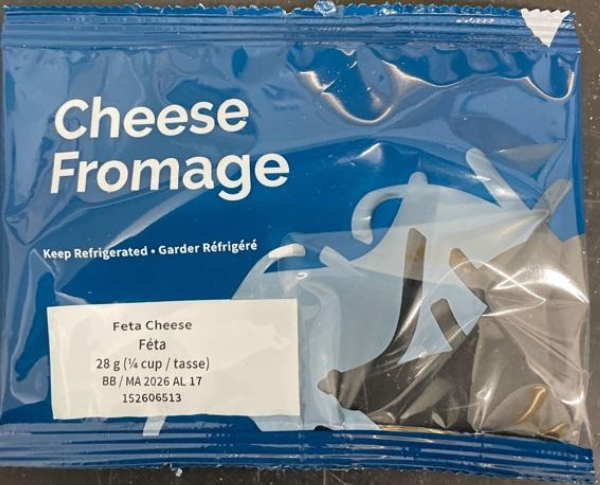 Cheese
Fromage
Keep Refrigerated • Garder Réfrigéré
Feta Cheese
Féta
28 g (¼ cup / tasse)
BB / MA 2026 AL 17
152606513